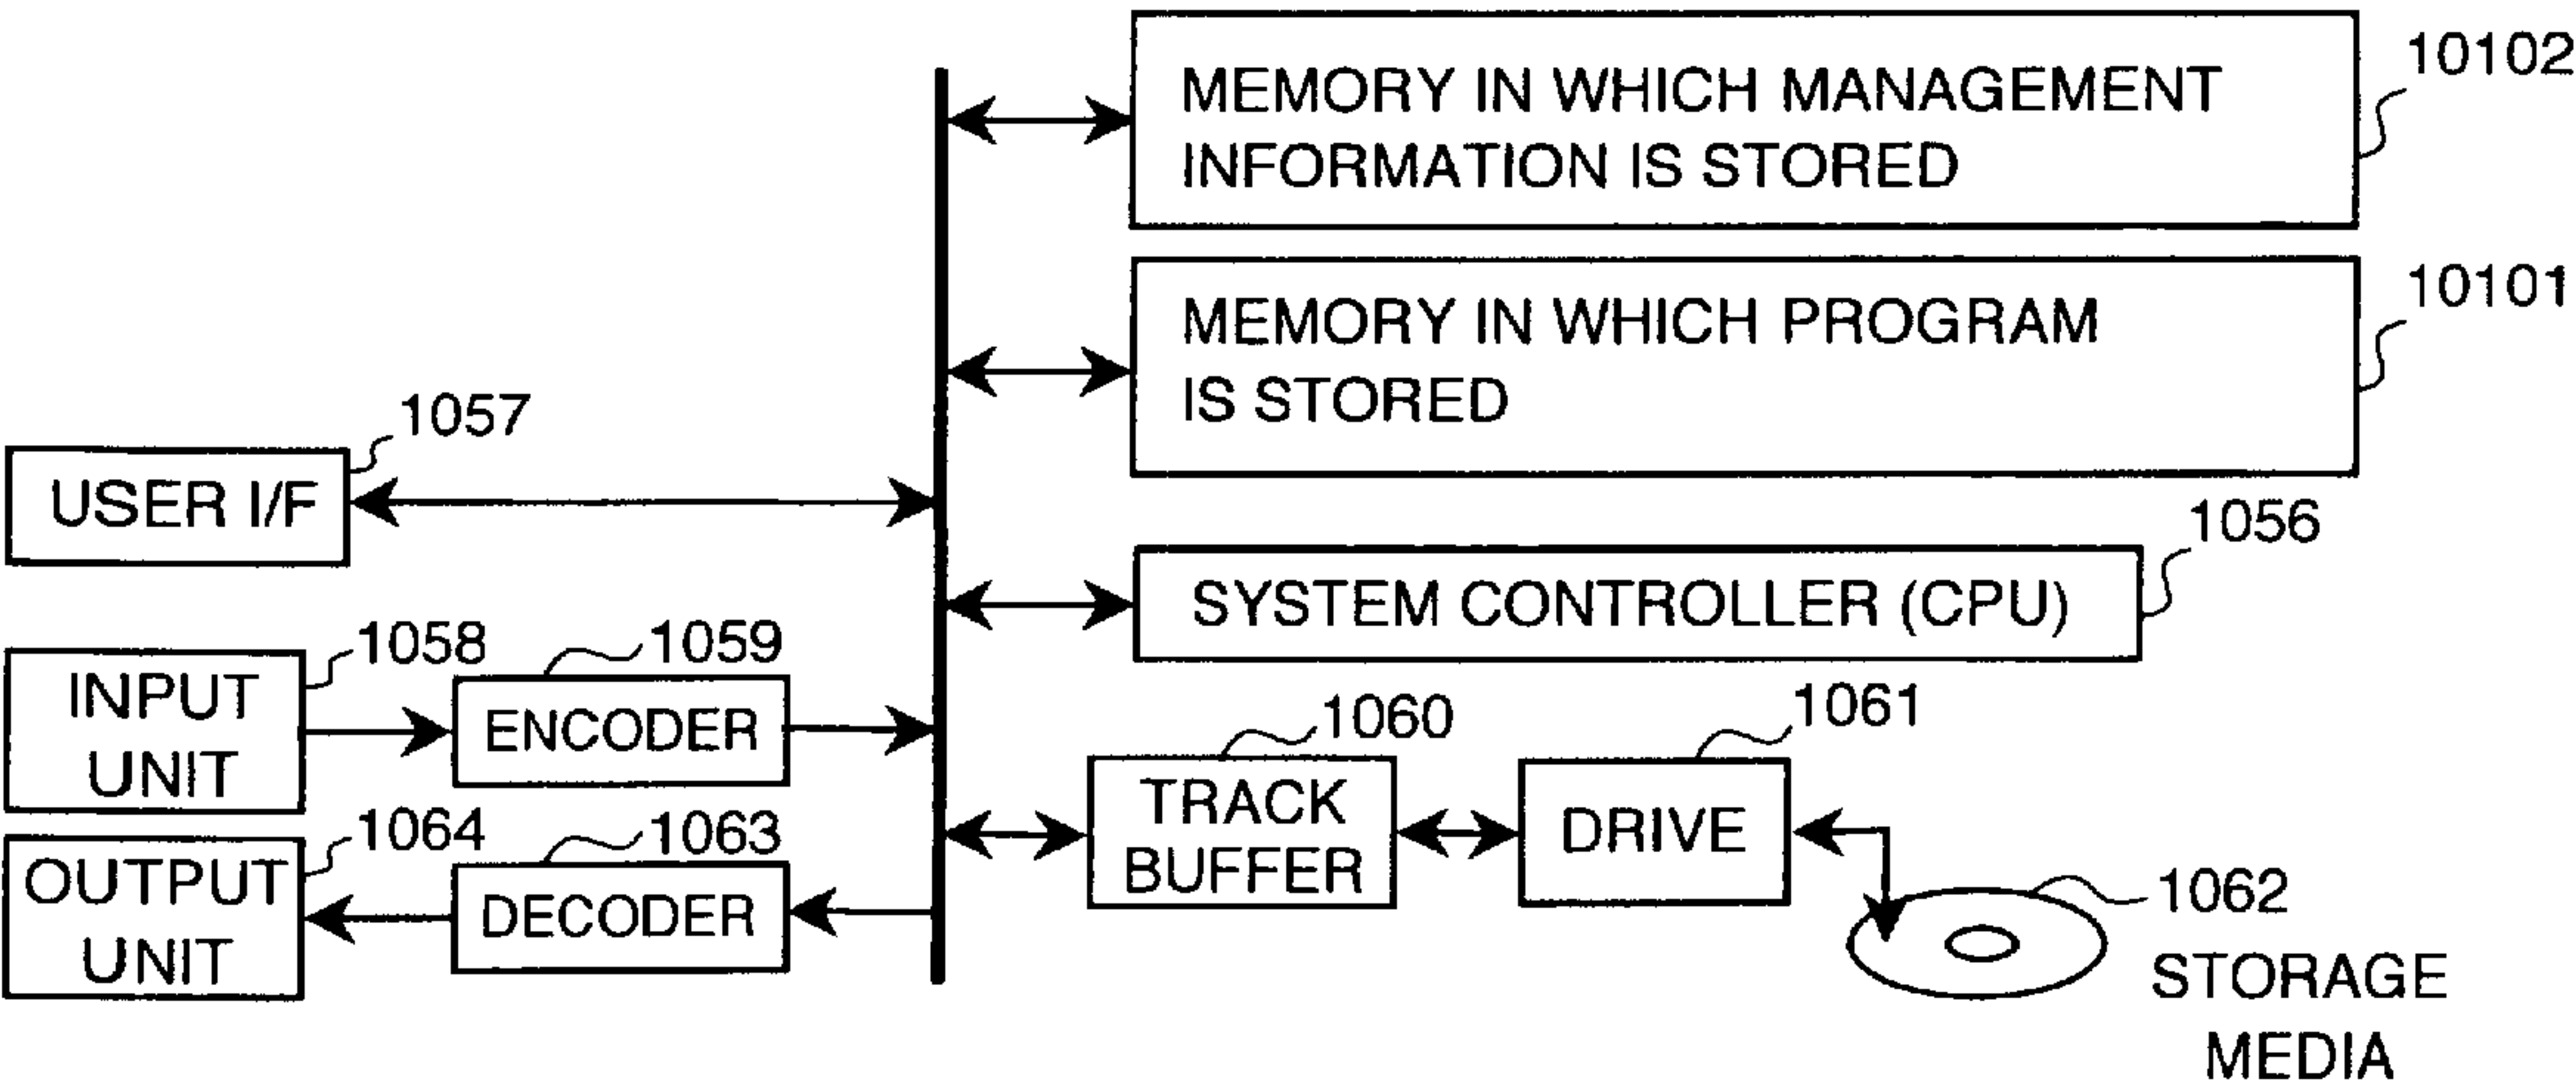 10102
MEMORY IN WHICH MANAGEMENT
INFORMATION IS STORED
10101
MEMORY IN WHICH PROGRAM
IS STORED
1057
USER I/F
1056
SYSTEM CONTROLLER (CPU)
1058
INPUT
UNIT
1059
ENCODER
1060
TRACK
BUFFER
1061
DRIVE
1064
OUTPUT
UNIT
1063
DECODER
1062
STORAGE
MEDIA